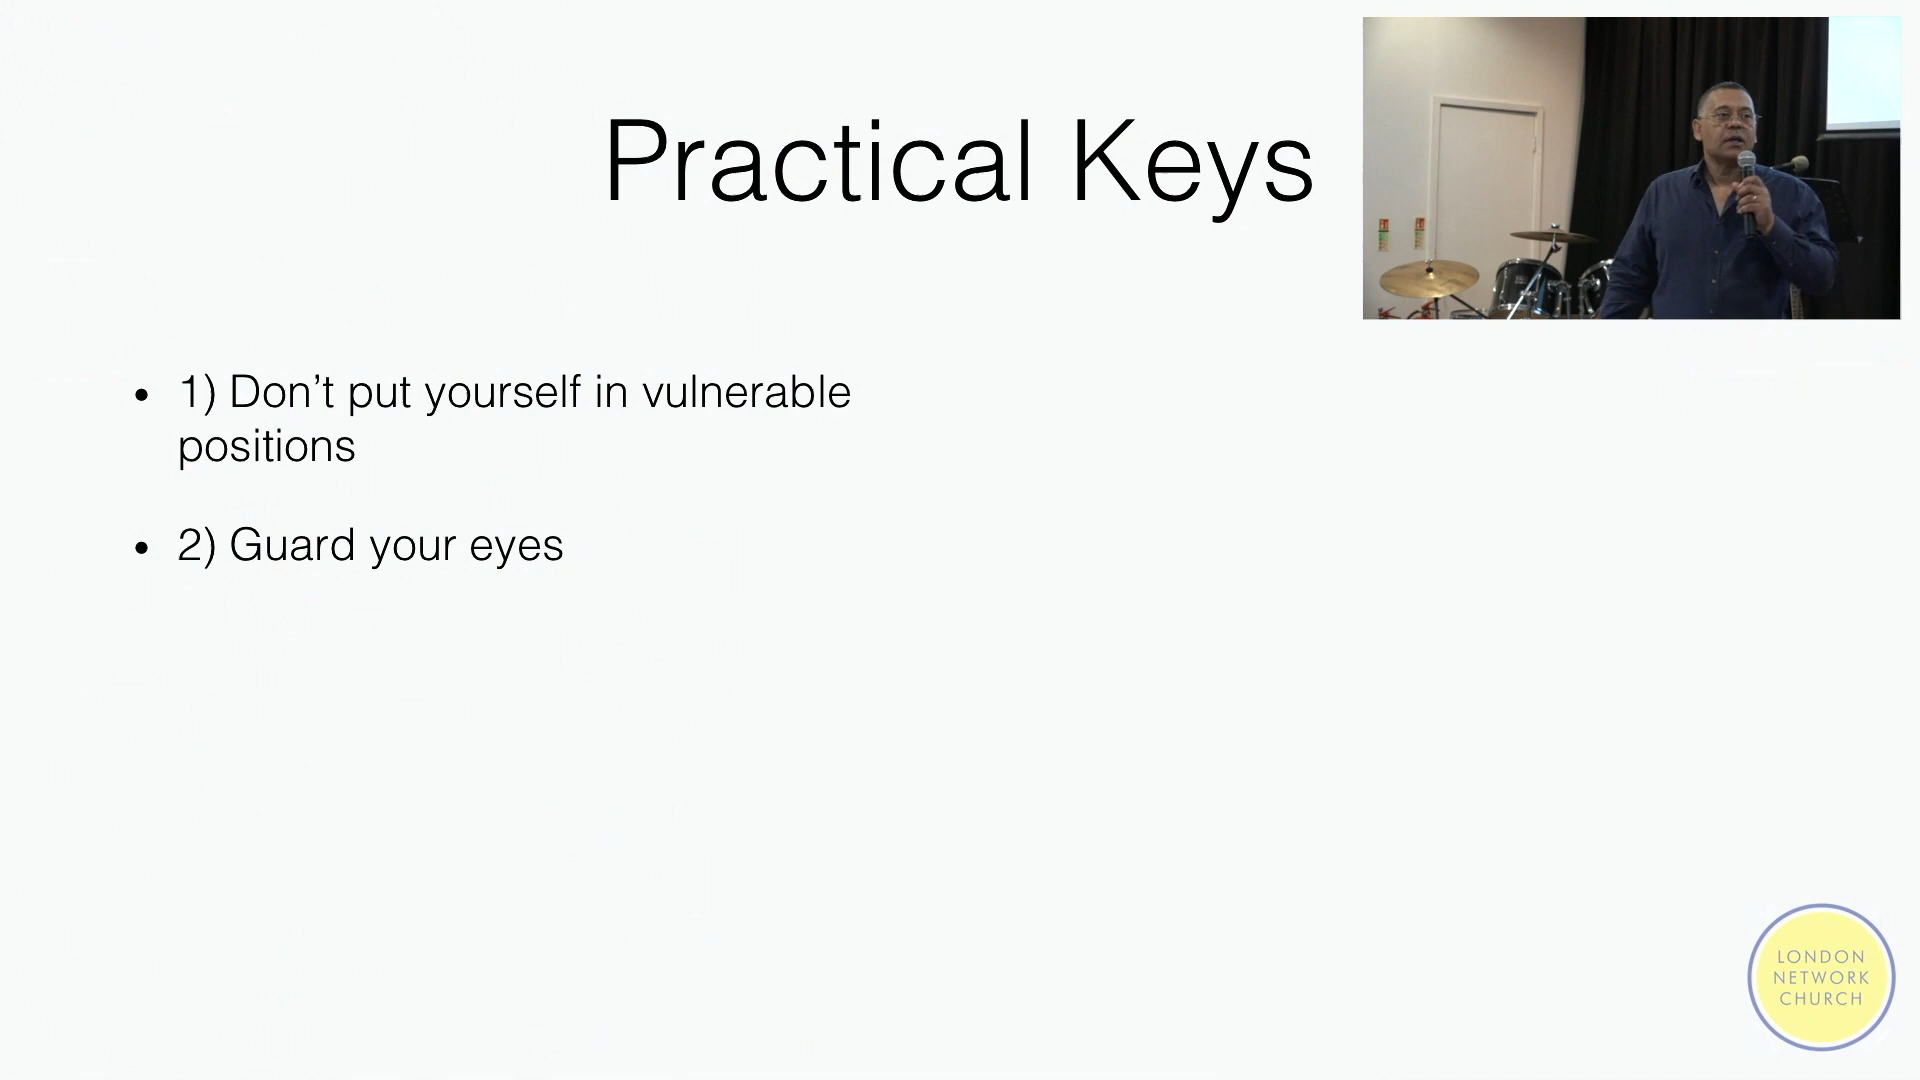 Practical Keys
• 1) Don’t put yourself in vulnerable
positions
• 2) Guard your eyes
LONDON
NETWORK
CHURCH